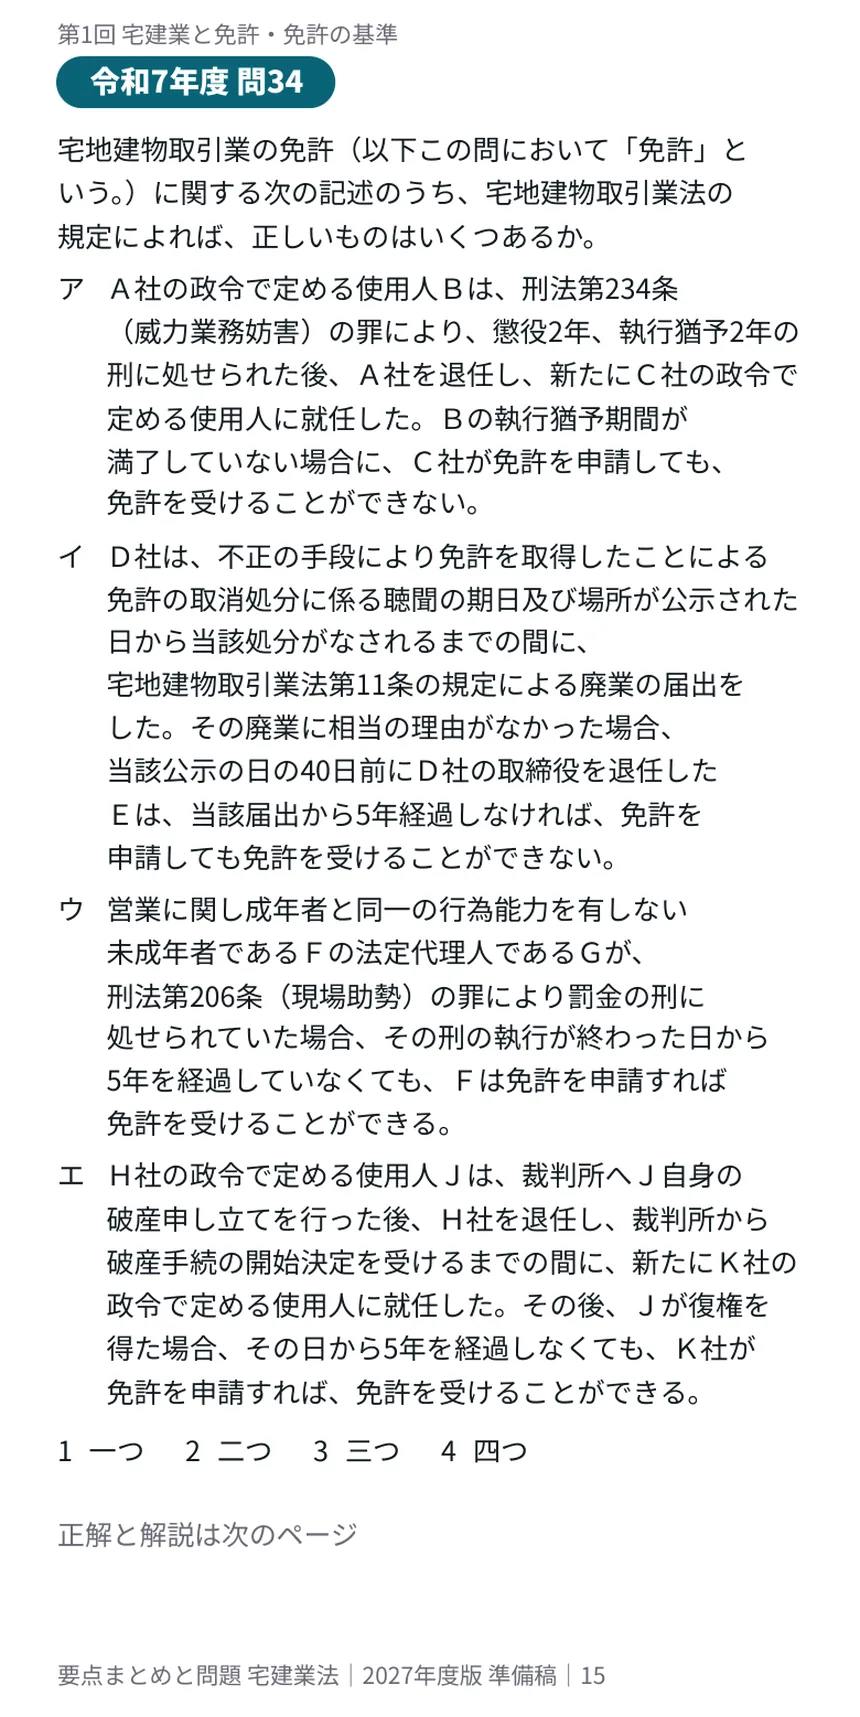 第1回 宅建業と免許・免許の基準
令和7年度 問34
宅地建物取引業の免許（以下この問において「免許」と
いう。）に関する次の記述のうち、宅地建物取引業法の
規定によれば、正しいものはいくつあるか。
ア Ａ社の政令で定める使用人Ｂは、刑法第234条
（威力業務妨害）の罪により、懲役2年、執行猶予2年の
刑に処せられた後、Ａ社を退任し、新たにＣ社の政令で
定める使用人に就任した。Ｂの執行猶予期間が
満了していない場合に、Ｃ社が免許を申請しても、
免許を受けることができない。
イ Ｄ社は、不正の手段により免許を取得したことによる
免許の取消処分に係る聴聞の期日及び場所が公示された
日から当該処分がなされるまでの間に、
宅地建物取引業法第11条の規定による廃業の届出を
した。その廃業に相当の理由がなかった場合、
当該公示の日の40日前にＤ社の取締役を退任した
Ｅは、当該届出から5年経過しなければ、免許を
申請しても免許を受けることができない。
ウ 営業に関し成年者と同一の行為能力を有しない
未成年者であるＦの法定代理人であるＧが、
刑法第206条（現場助勢）の罪により罰金の刑に
処せられていた場合、その刑の執行が終わった日から
5年を経過していなくても、Ｆは免許を申請すれば
免許を受けることができる。
エ Ｈ社の政令で定める使用人Ｊは、裁判所へＪ自身の
破産申し立てを行った後、Ｈ社を退任し、裁判所から
破産手続の開始決定を受けるまでの間に、新たにＫ社の
政令で定める使用人に就任した。その後、Ｊが復権を
得た場合、その日から5年を経過しなくても、Ｋ社が
免許を申請すれば、免許を受けることができる。
1 一つ 2 二つ 3 三つ 4 四つ
正解と解説は次のページ
要点まとめと問題 宅建業法｜2027年度版 準備稿｜15